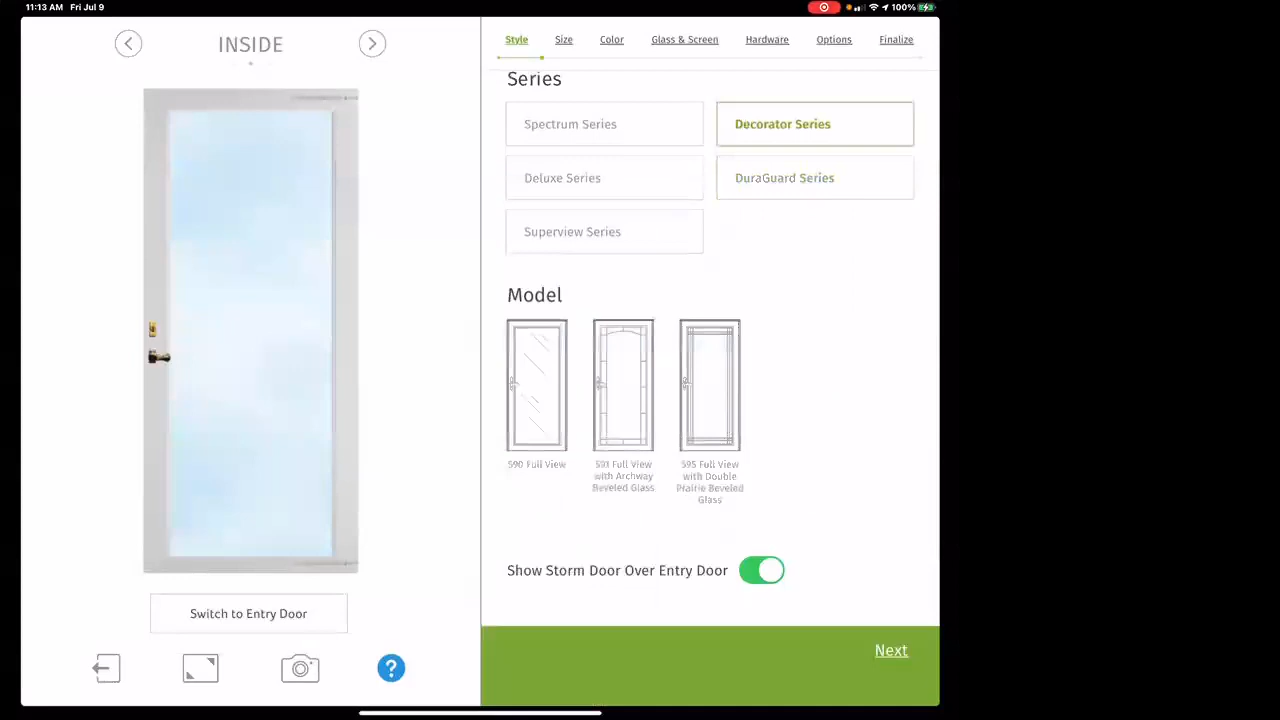 11:13 AM Fri Jul 9
100%
INSIDE
Switch to Entry Door
?
Style Size Color Glass & Screen Hardware Options Finalize
Series
Spectrum Series
Decorator Series
Deluxe Series
DuraGuard Series
Superview Series
Model
590 Full View
591 Full View
with Archway
Beveled Glass
595 Full View
with Double
Prairie Beveled
Glass
Show Storm Door Over Entry Door
Next